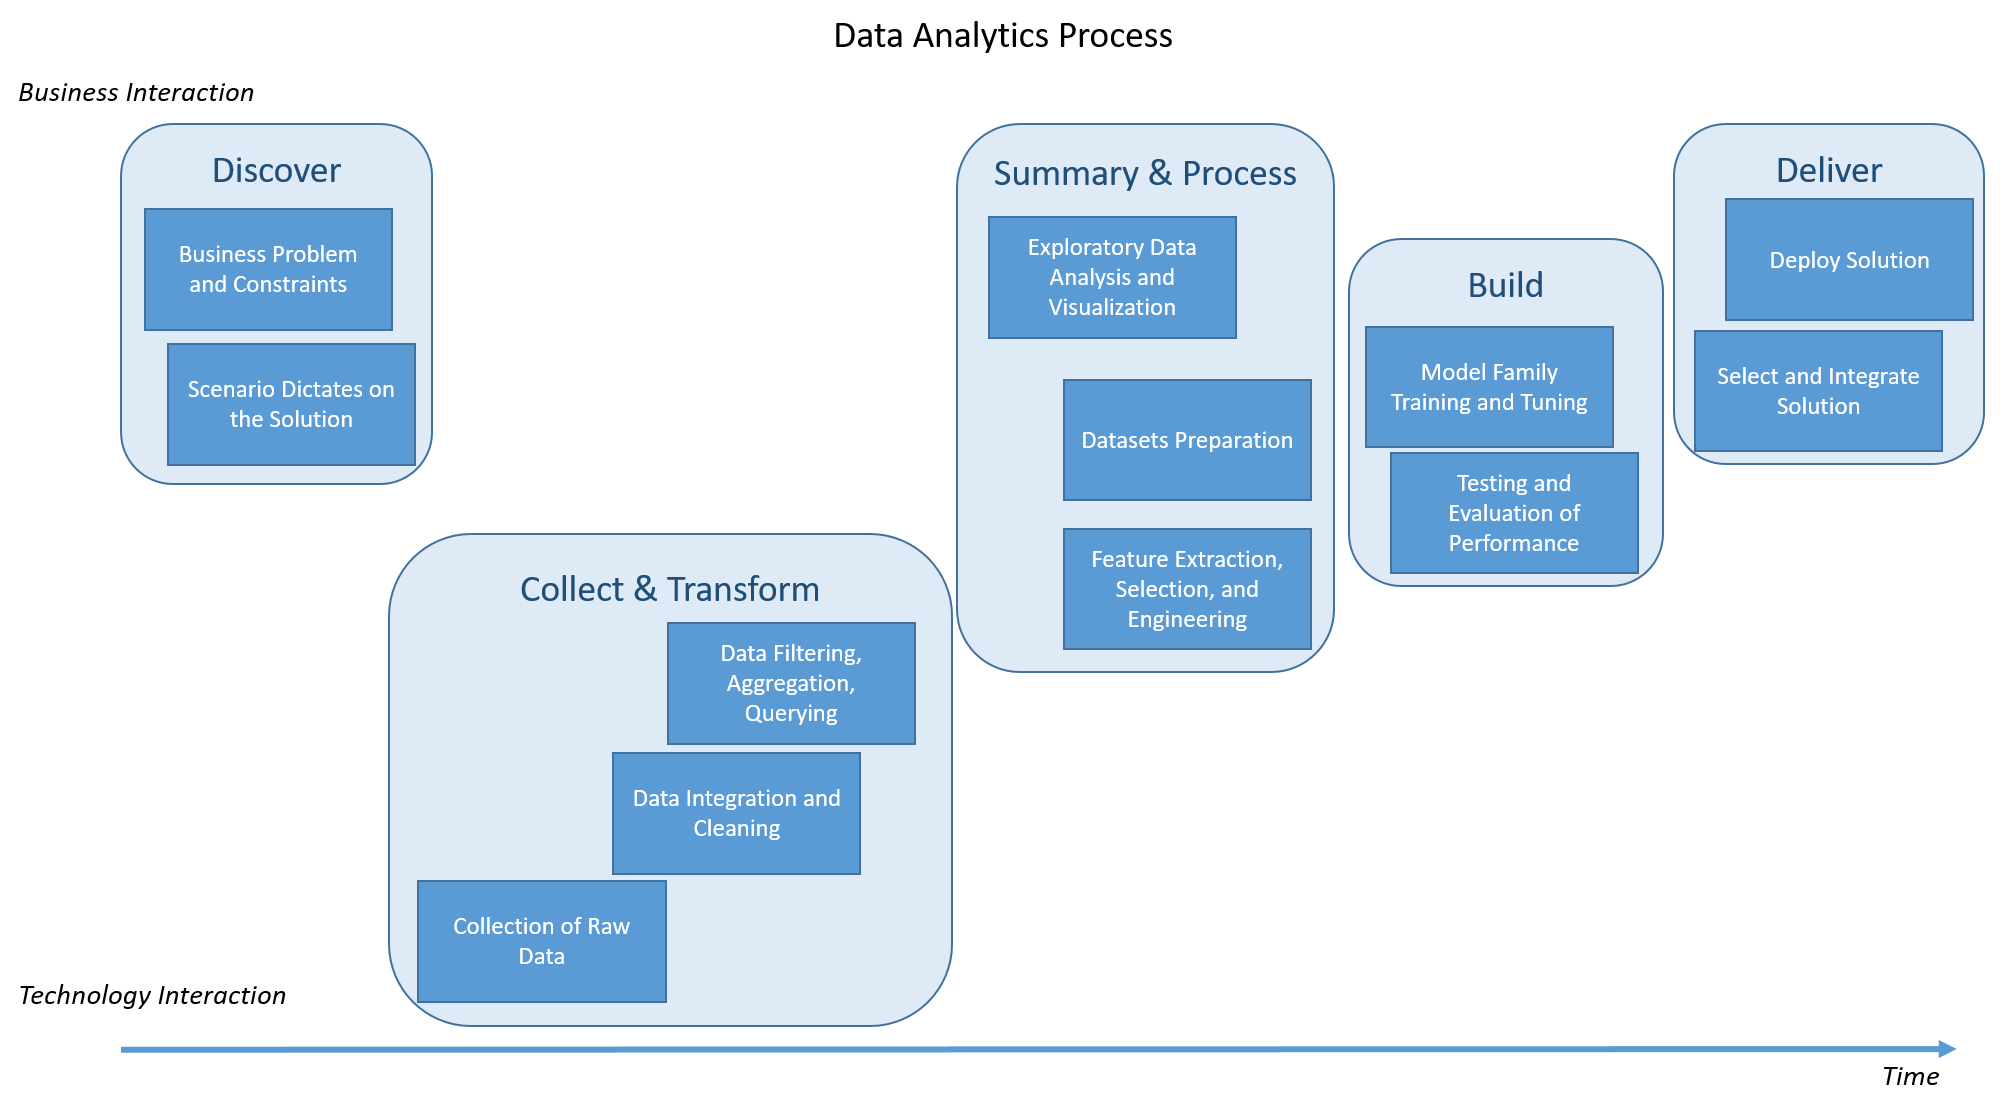 Data Analytics Process
Business Interaction
Discover
Business Problem
and Constraints
Scenario Dictates on
the Solution
Collect & Transform
Data Filtering,
Aggregation,
Querying
Data Integration and
Cleaning
Collection of Raw
Data
Summary & Process
Exploratory Data
Analysis and
Visualization
Datasets Preparation
Feature Extraction,
Selection, and
Engineering
Build
Model Family
Training and Tuning
Testing and
Evaluation of
Performance
Deliver
Deploy Solution
Select and Integrate
Solution
Technology Interaction
Time